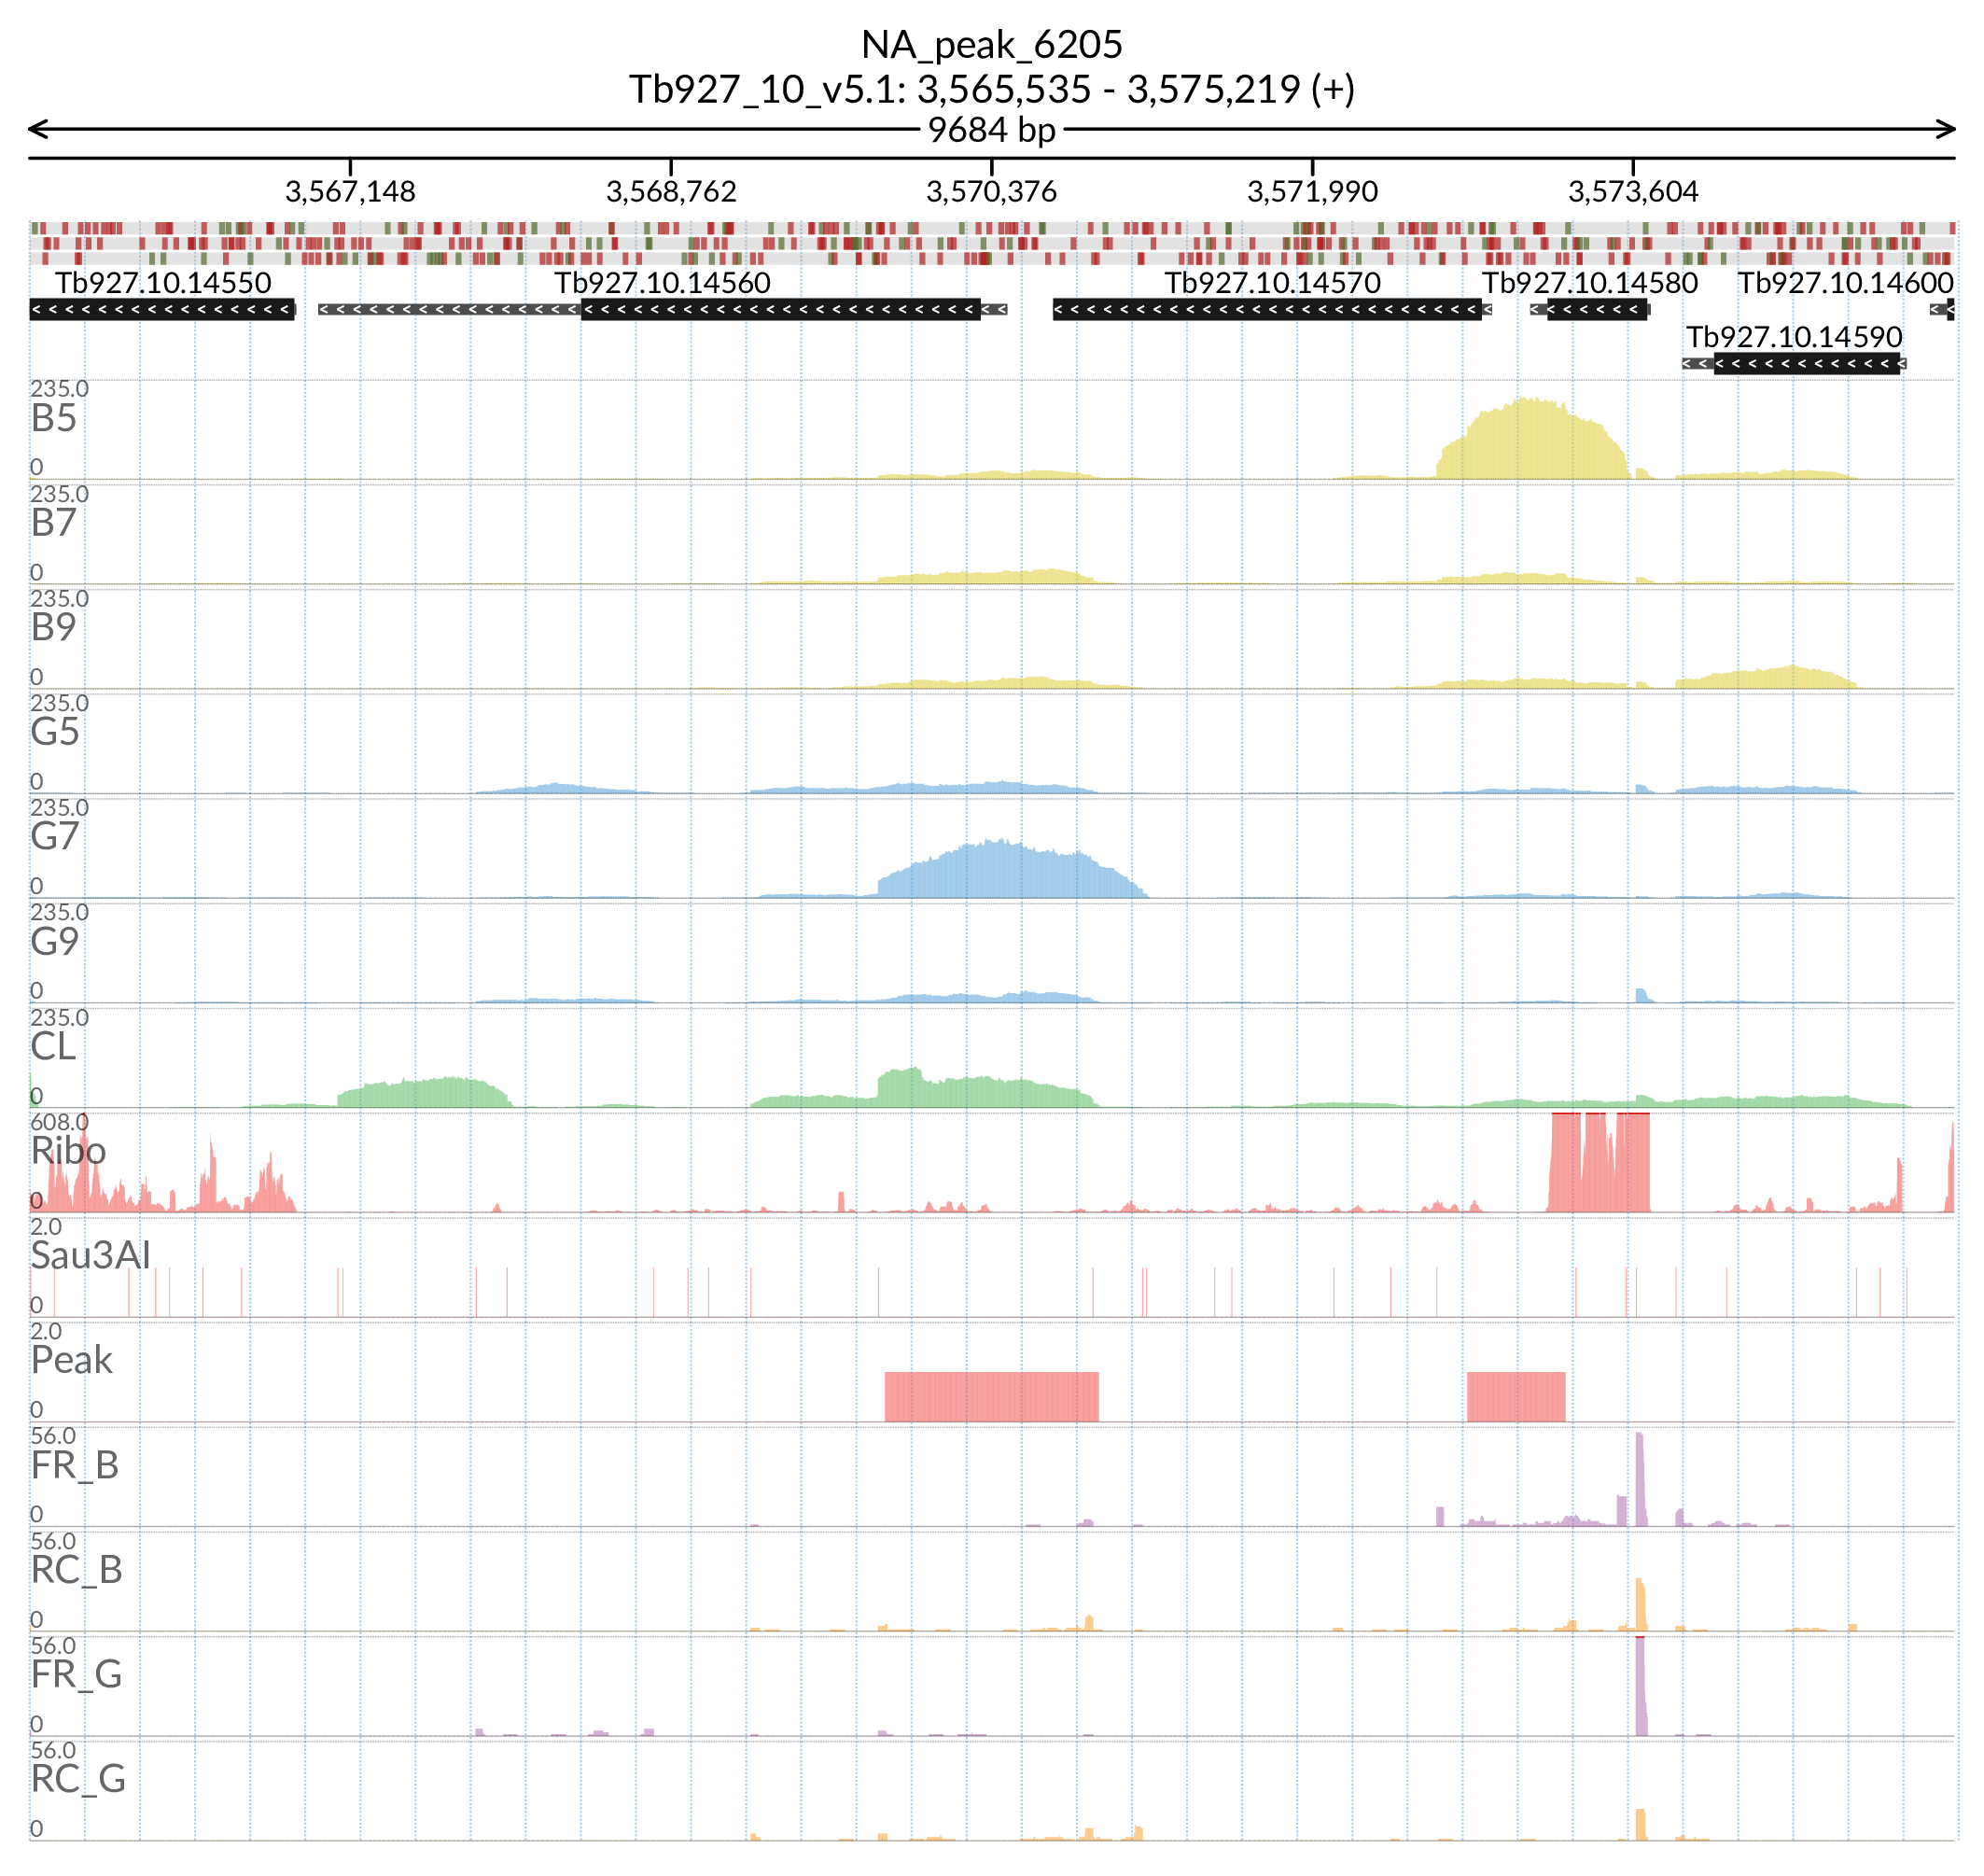 NA_peak_6205
Tb927_10_v5.1: 3,565,535 - 3,575,219 (+)
9684 bp
3,567,148 3,568,762 3,570,376 3,571,990 3,573,604
Tb927.10.14550 Tb927.10.14560 Tb927.10.14570 Tb927.10.14580 Tb927.10.14600
Tb927.10.14590
235.0
B5
0
235.0
B7
0
235.0
B9
0
235.0
G5
0
235.0
G7
0
235.0
G9
0
235.0
CL
0
608.0
Ribo
0
2.0
Sau3AI
0
2.0
Peak
0
56.0
FR_B
0
56.0
RC_B
0
56.0
FR_G
0
56.0
RC_G
0